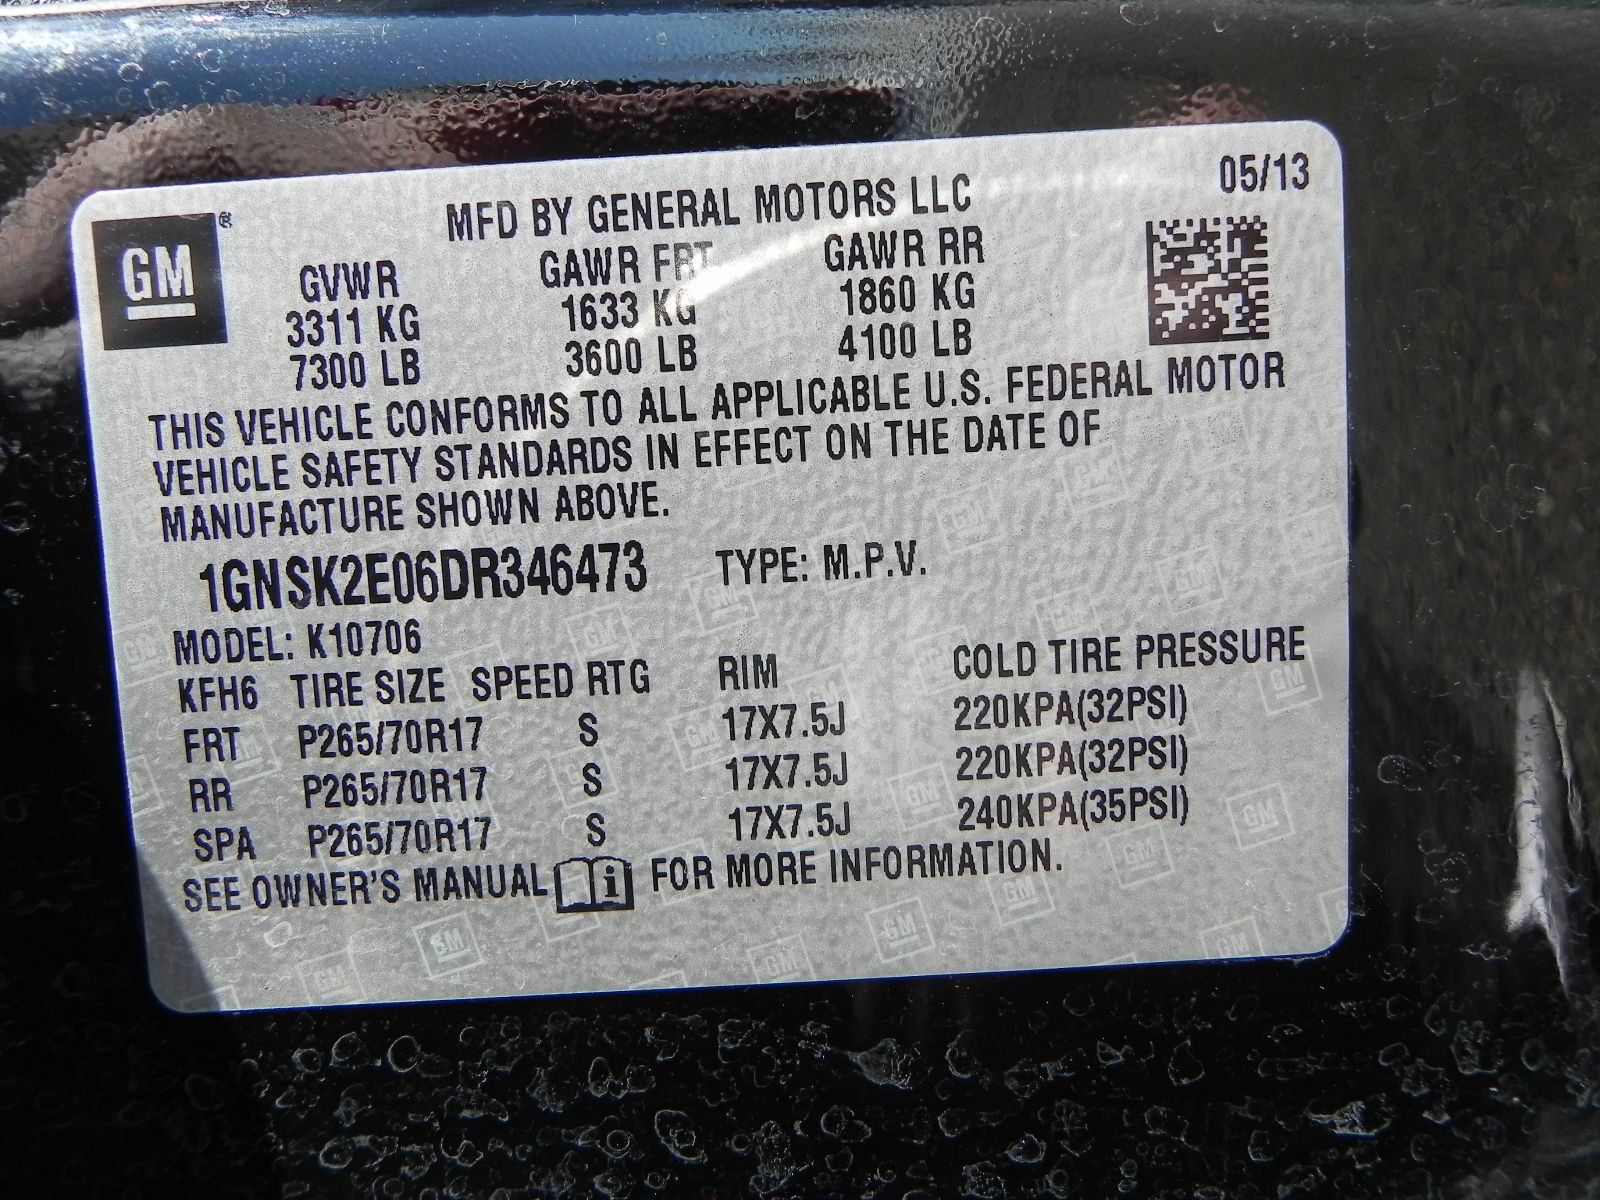 05/13
GM ®
MFD BY GENERAL MOTORS LLC
GVWR GAWR FRT GAWR RR
3311 KG 1633 KG 1860 KG
7300 LB 3600 LB 4100 LB
THIS VEHICLE CONFORMS TO ALL APPLICABLE U.S. FEDERAL MOTOR
VEHICLE SAFETY STANDARDS IN EFFECT ON THE DATE OF
MANUFACTURE SHOWN ABOVE.
1GNSK2E06DR346473 TYPE: M.P.V.
MODEL: K10706
KFH6 TIRE SIZE SPEED RTG RIM COLD TIRE PRESSURE
FRT P265/70R17 S 17X7.5J 220KPA(32PSI)
RR P265/70R17 S 17X7.5J 220KPA(32PSI)
SPA P265/70R17 S 17X7.5J 240KPA(35PSI)
SEE OWNER'S MANUAL i FOR MORE INFORMATION.